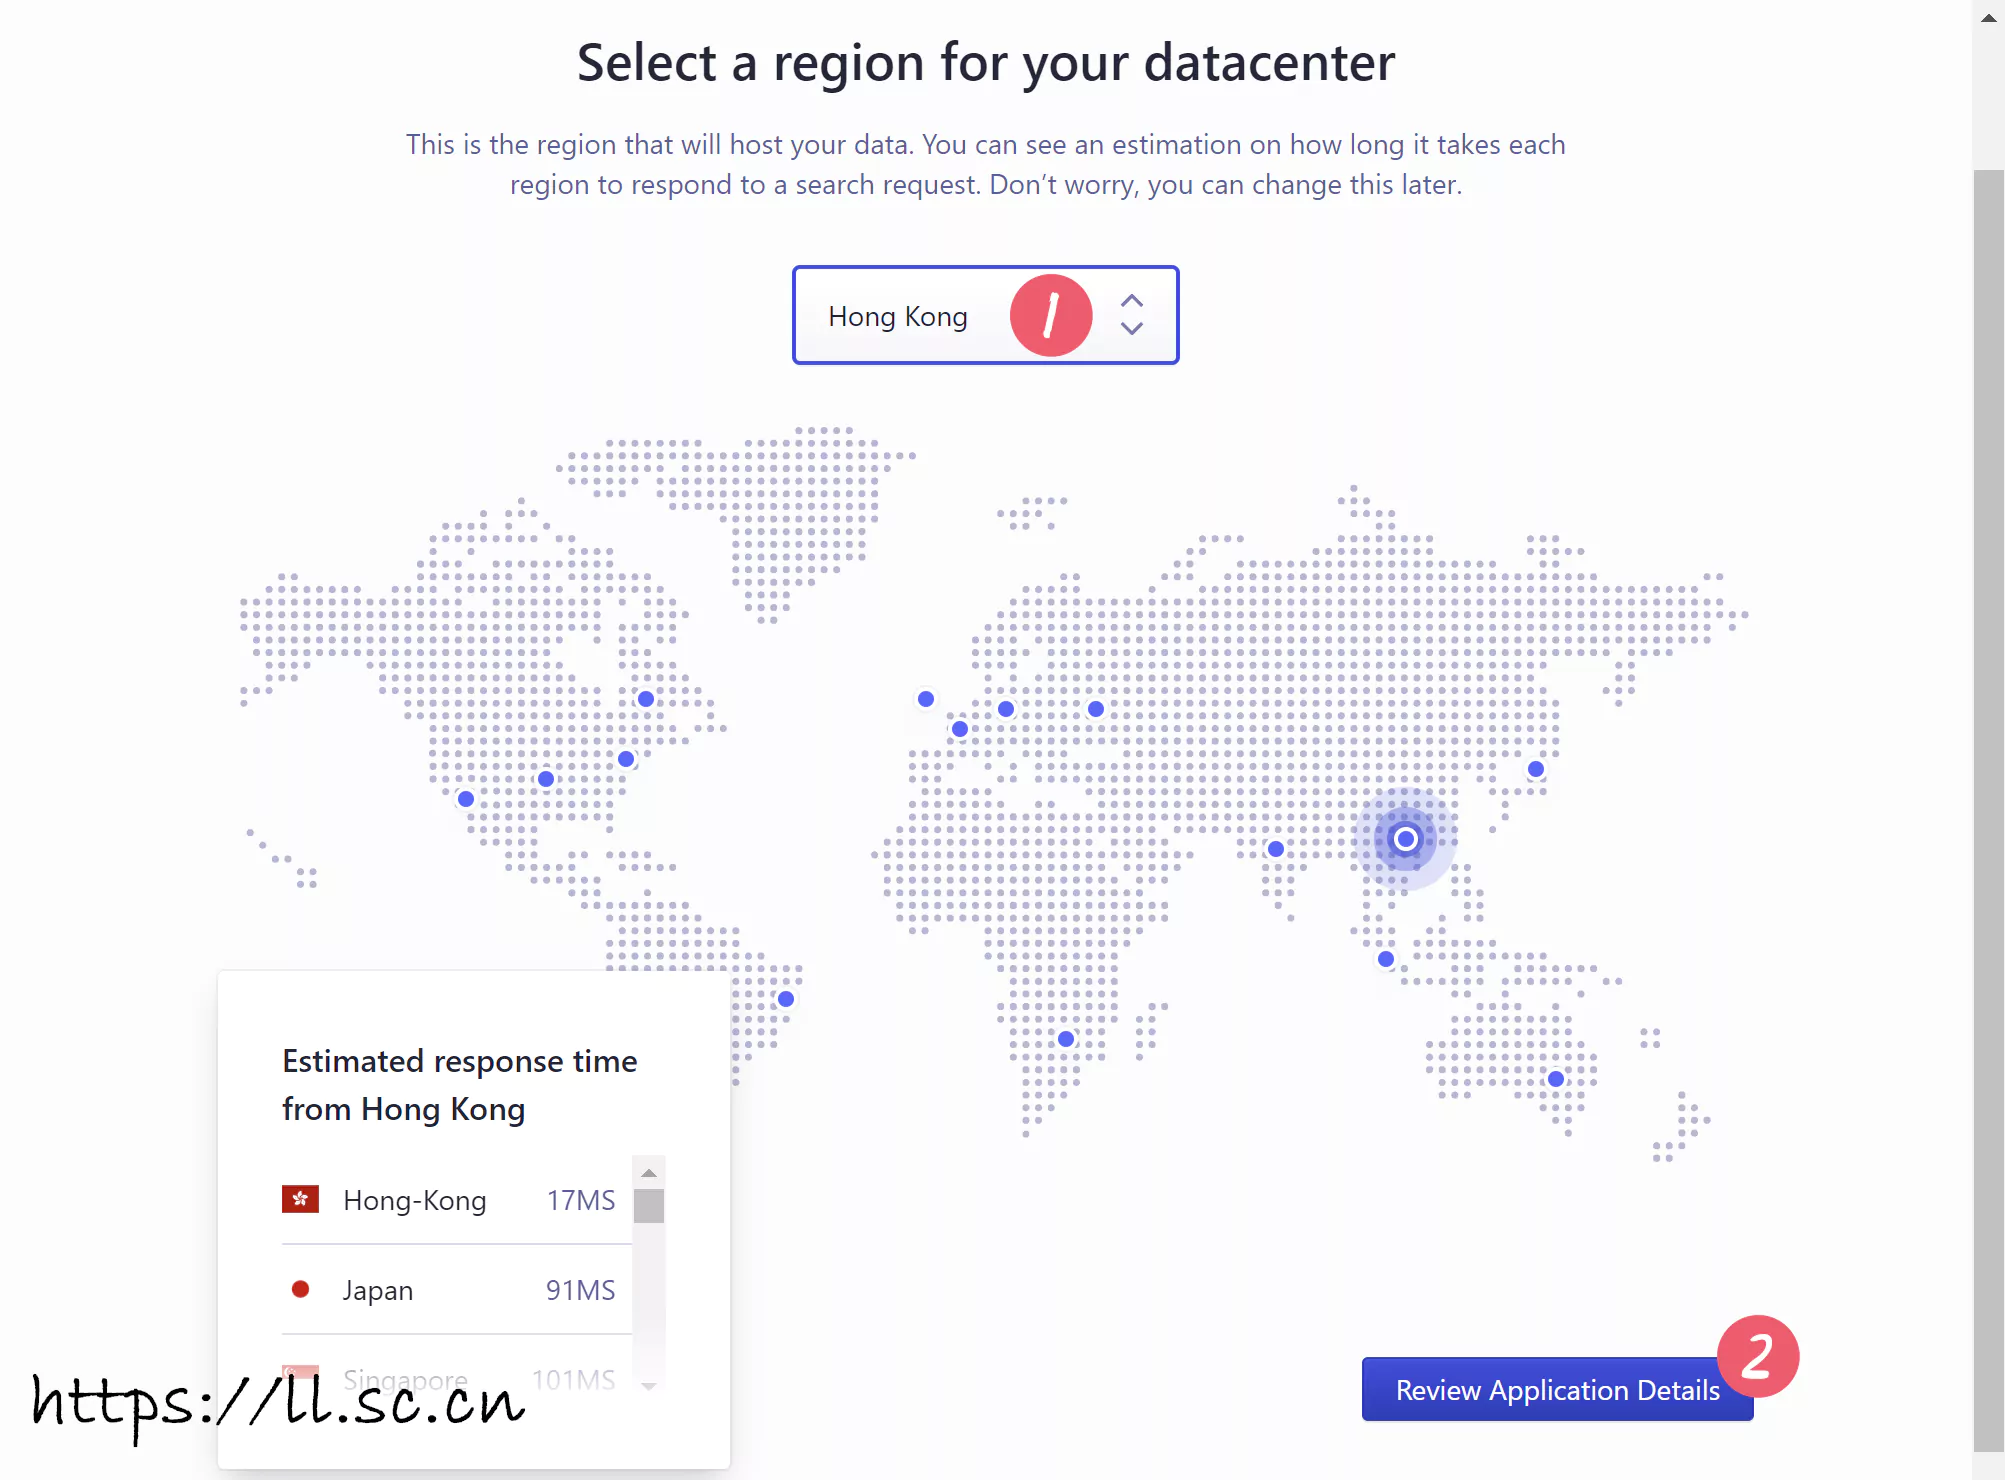 Select a region for your datacenter
This is the region that will host your data. You can see an estimation on how long it takes each
region to respond to a search request. Don’t worry, you can change this later.
Hong Kong 1
Estimated response time
from Hong Kong
Hong-Kong 17MS
Japan 91MS
Singapore 101MS
https://ll.sc.cn
2
Review Application Details